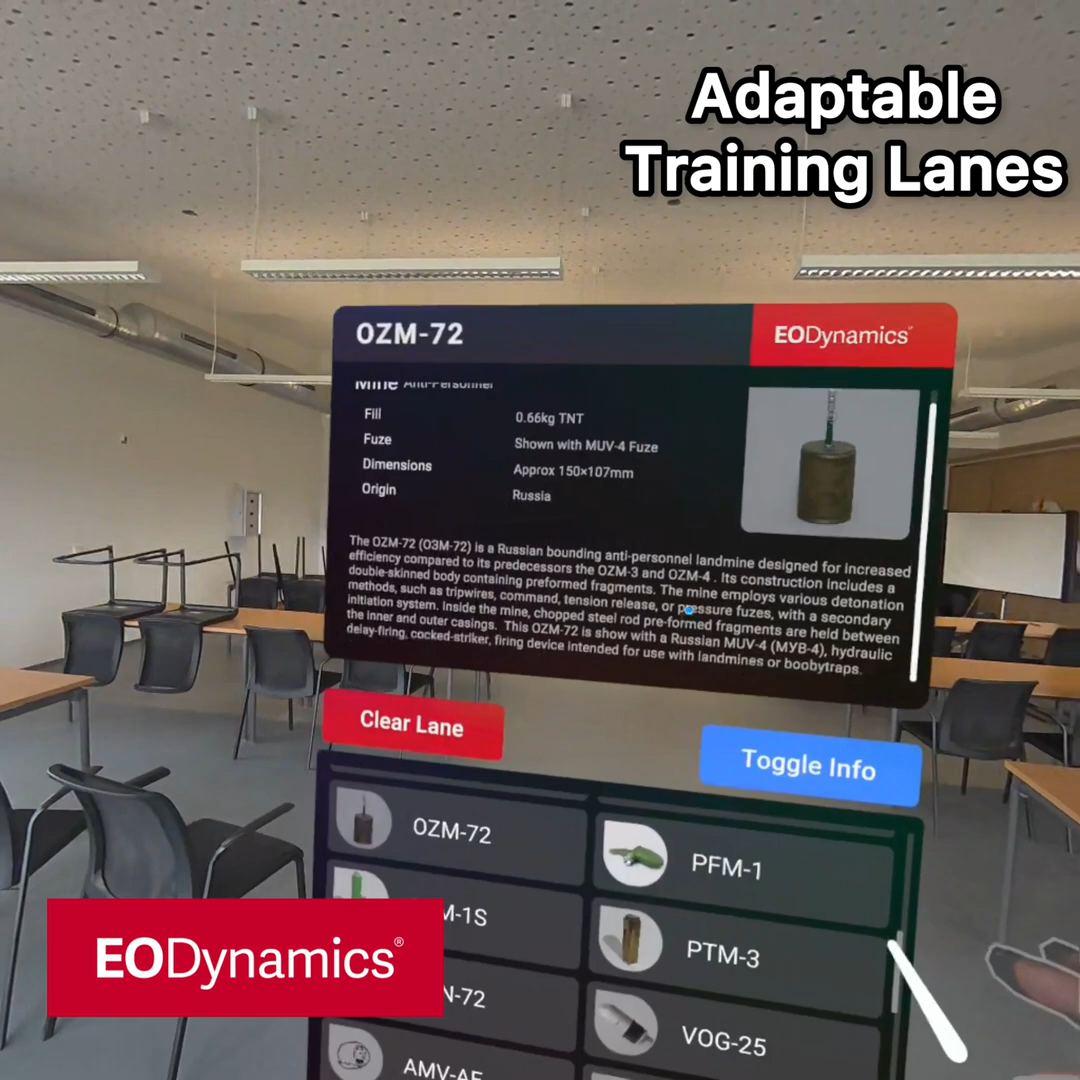 Adaptable
Training Lanes
OZM-72
EODynamics
Mine Anti-Personnel
Fill 0.66kg TNT
Fuze Shown with MUV-4 Fuze
Dimensions Approx 150×107mm
Origin Russia
The OZM-72 (ОЗМ-72) is a Russian bounding anti-personnel landmine designed for increased
efficiency compared to its predecessors the OZM-3 and OZM-4 . Its construction includes a
double-skinned body containing preformed fragments. The mine employs various detonation
methods, such as tripwires, command, tension release, or pressure fuzes, with a secondary
initiation system. Inside the mine, chopped steel rod pre-formed fragments are held between
the inner and outer casings. This OZM-72 is show with a Russian MUV-4 (МУВ-4), hydraulic
delay-firing, cocked-striker, firing device intended for use with landmines or boobytraps.
Clear Lane
Toggle Info
OZM-72
PFM-1
M-1S
PTM-3
N-72
VOG-25
EODynamics®